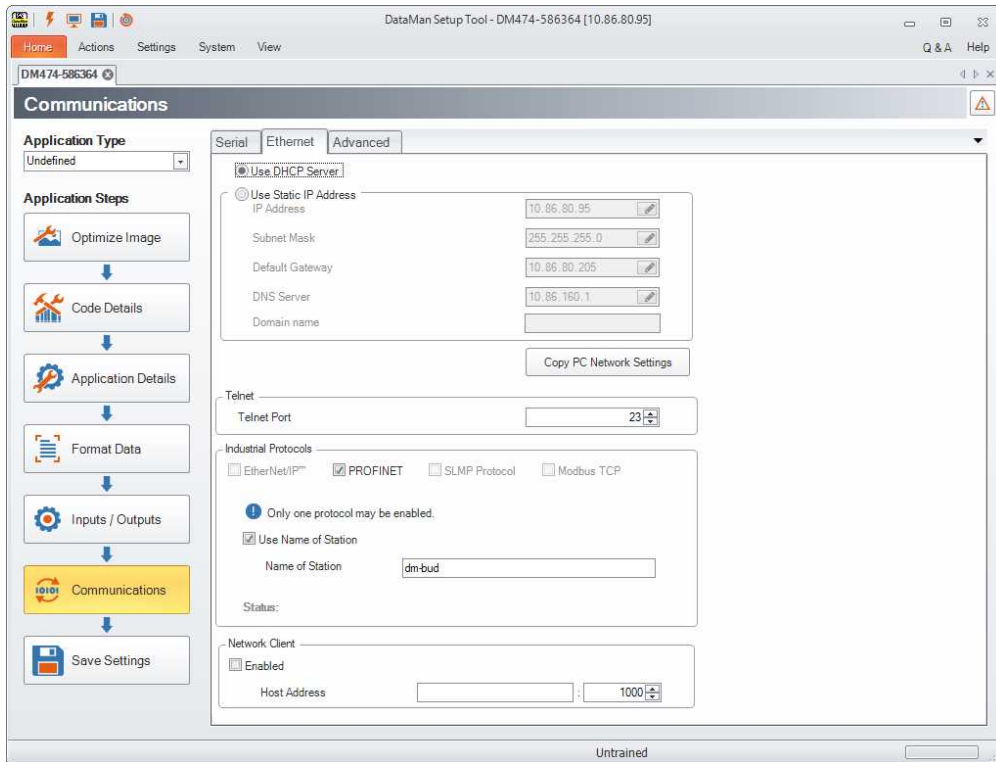 DataMan Setup Tool - DM474-586364 [10.86.80.95]
Home Actions Settings System View Q & A Help
DM474-586364
Communications
Application Type
Undefined
Application Steps
Optimize Image
Code Details
Application Details
Format Data
Inputs / Outputs
Communications
Save Settings
Serial Ethernet Advanced
Use DHCP Server
Use Static IP Address
IP Address 10.86.80.95
Subnet Mask 255.255.255.0
Default Gateway 10.86.80.205
DNS Server 10.86.160.1
Domain name
Copy PC Network Settings
Telnet
Telnet Port 23
Industrial Protocols
EtherNet/IP™ PROFINET SLMP Protocol Modbus TCP
Only one protocol may be enabled.
Use Name of Station
Name of Station dm-bud
Status:
Network Client
Enabled
Host Address : 1000
Untrained